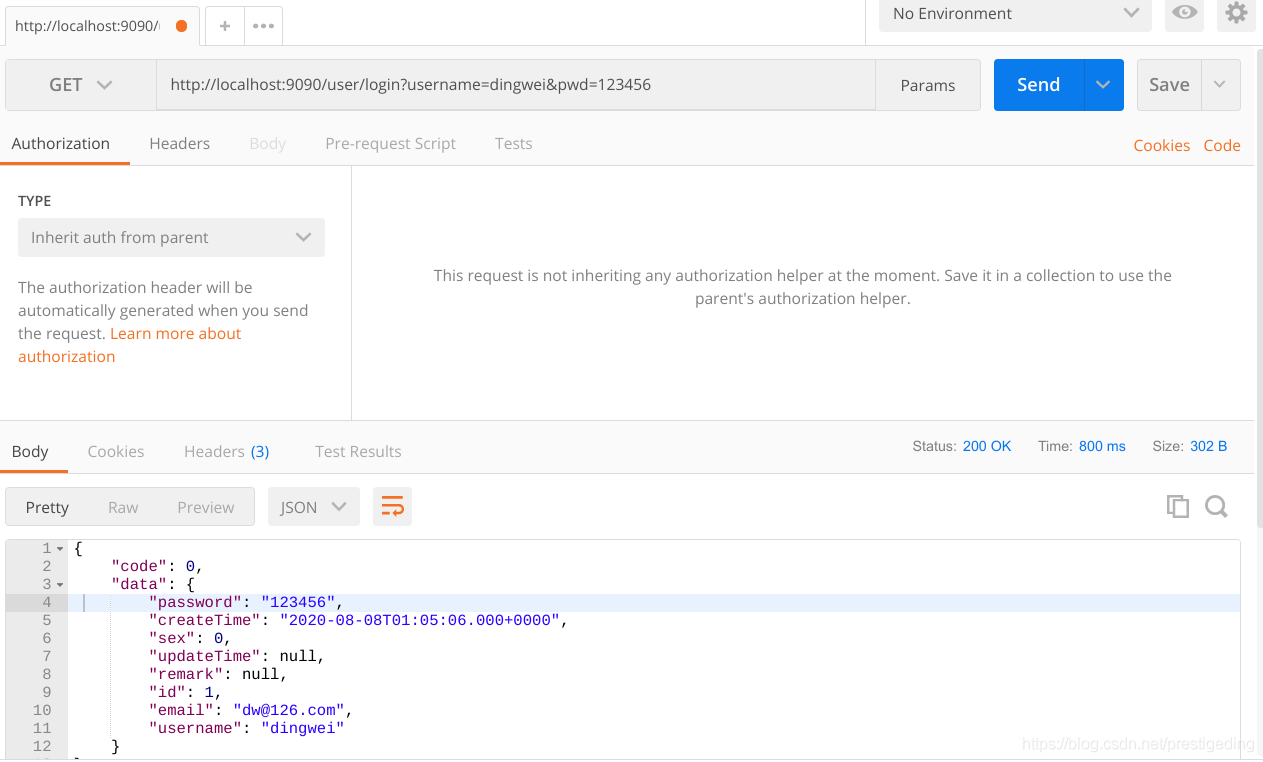 http://localhost:9090/
No Environment
GET
http://localhost:9090/user/login?username=dingwei&pwd=123456
Params
Send
Save
Authorization
Headers
Body
Pre-request Script
Tests
Cookies
Code
TYPE
Inherit auth from parent
The authorization header will be
automatically generated when you send
the request. Learn more about
authorization
This request is not inheriting any authorization helper at the moment. Save it in a collection to use the
parent's authorization helper.
Body
Cookies
Headers (3)
Test Results
Status: 200 OK
Time: 800 ms
Size: 302 B
Pretty
Raw
Preview
JSON
1 {
2 "code": 0,
3 "data": {
4 "password": "123456",
5 "createTime": "2020-08-08T01:05:06.000+0000",
6 "sex": 0,
7 "updateTime": null,
8 "remark": null,
9 "id": 1,
10 "email": "dw@126.com",
11 "username": "dingwei"
12 }
https://blog.csdn.net/prestigeding